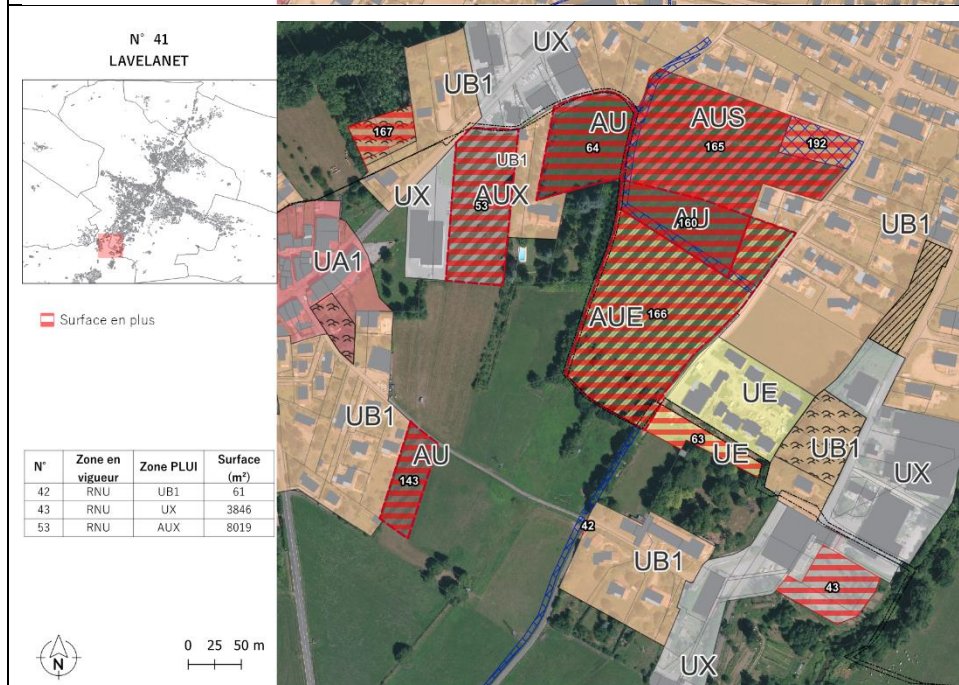 N° 41
LAVELANET
Surface en plus
N° Zone en vigueur Zone PLUI Surface (m²)
42 RNU UB1 61
43 RNU UX 3846
53 RNU AUX 8019
N
0 25 50 m
UX
UB1
AU
AUS
167
64
165
192
UB1
UX
AUX
53
AU
160
UB1
UA1
AUE
166
UE
UB1
AU
143
63
UE
UB1
UX
42
UB1
43
UX